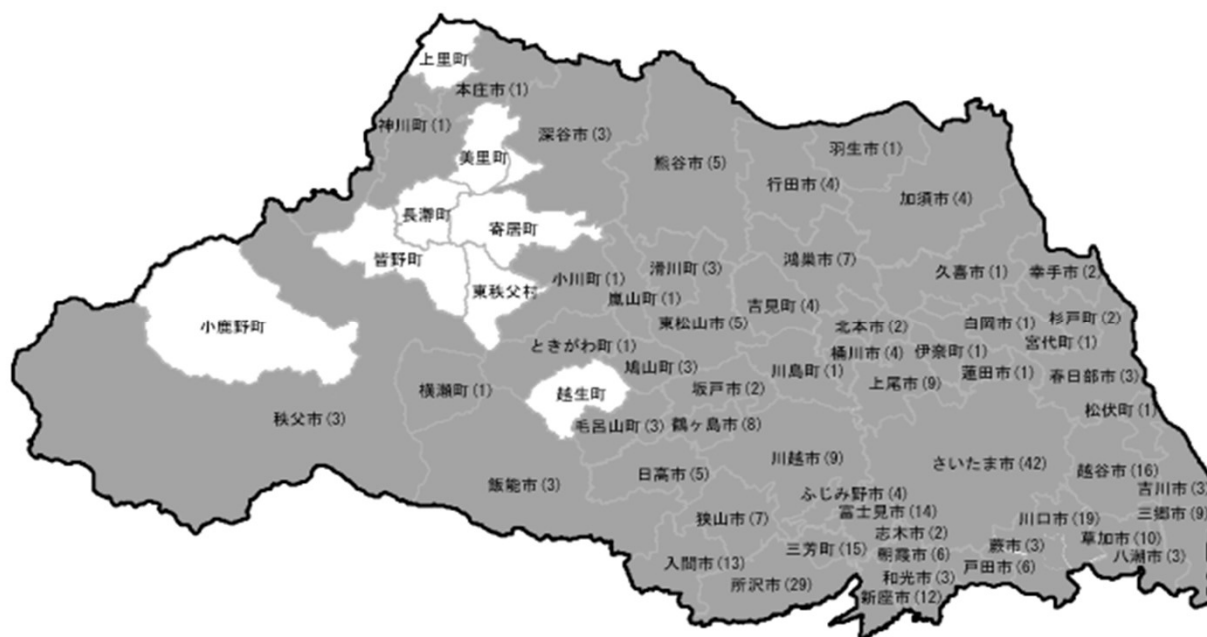 上里町
本庄市(1)
神川町(1)
深谷市(3)
美里町
熊谷市(5)
羽生市(1)
行田市(4)
加須市(4)
長瀞町
寄居町
皆野町
東秩父村
小川町(1)
滑川町(3)
鴻巣市(7)
久喜市(1)
幸手市(2)
嵐山町(1)
吉見町(4)
小鹿野町
東松山市(5)
北本市(2)
白岡市(1)
杉戸町(2)
ときがわ町(1)
宮代町(1)
桶川市(4)
伊奈町(1)
鳩山町(3)
川島町(1)
蓮田市(1)
春日部市(3)
横瀬町(1)
越生町
坂戸市(2)
上尾市(9)
松伏町(1)
秩父市(3)
毛呂山町(3)
鶴ヶ島市(8)
川越市(9)
さいたま市(42)
越谷市(16)
日高市(5)
飯能市(3)
吉川市(3)
ふじみ野市(4)
富士見市(14)
三郷市(9)
狭山市(7)
川口市(19)
志木市(2)
草加市(10)
三芳町(15)
朝霞市(6)
蕨市(3)
八潮市(3)
入間市(13)
戸田市(6)
所沢市(29)
和光市(3)
新座市(12)